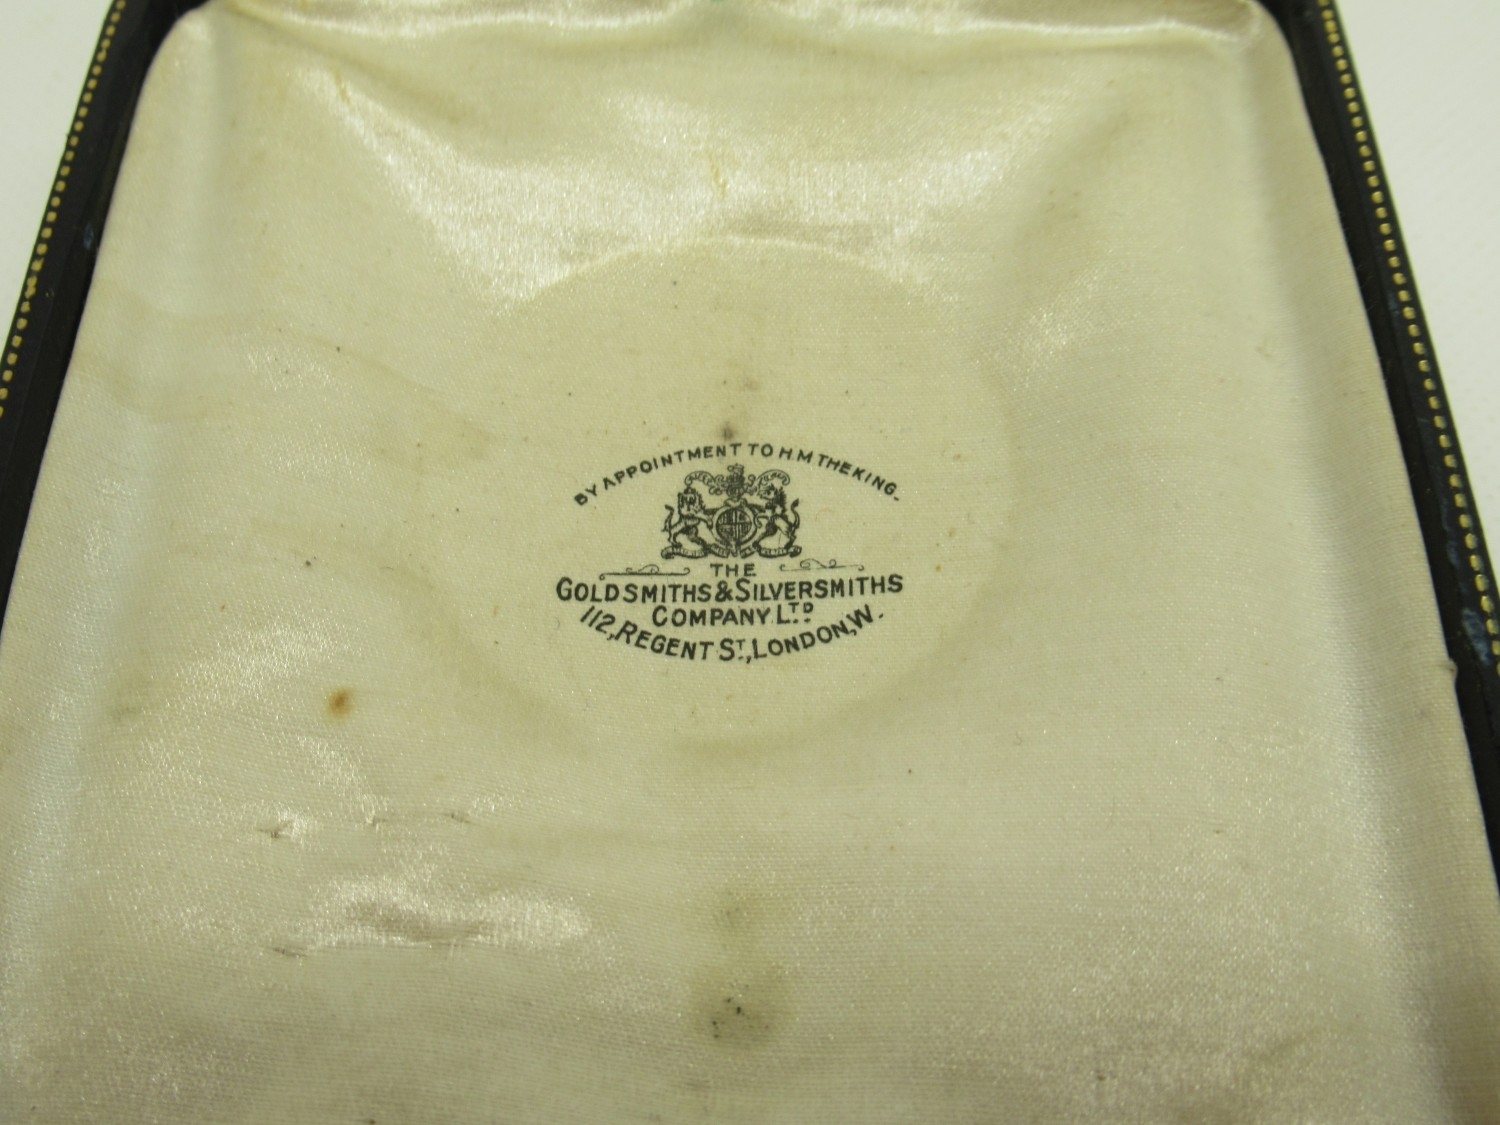 BY APPOINTMENT TO H.M THE KING.
THE
GOLDSMITHS & SILVERSMITHS
COMPANY LTD
112, REGENT ST, LONDON, W.